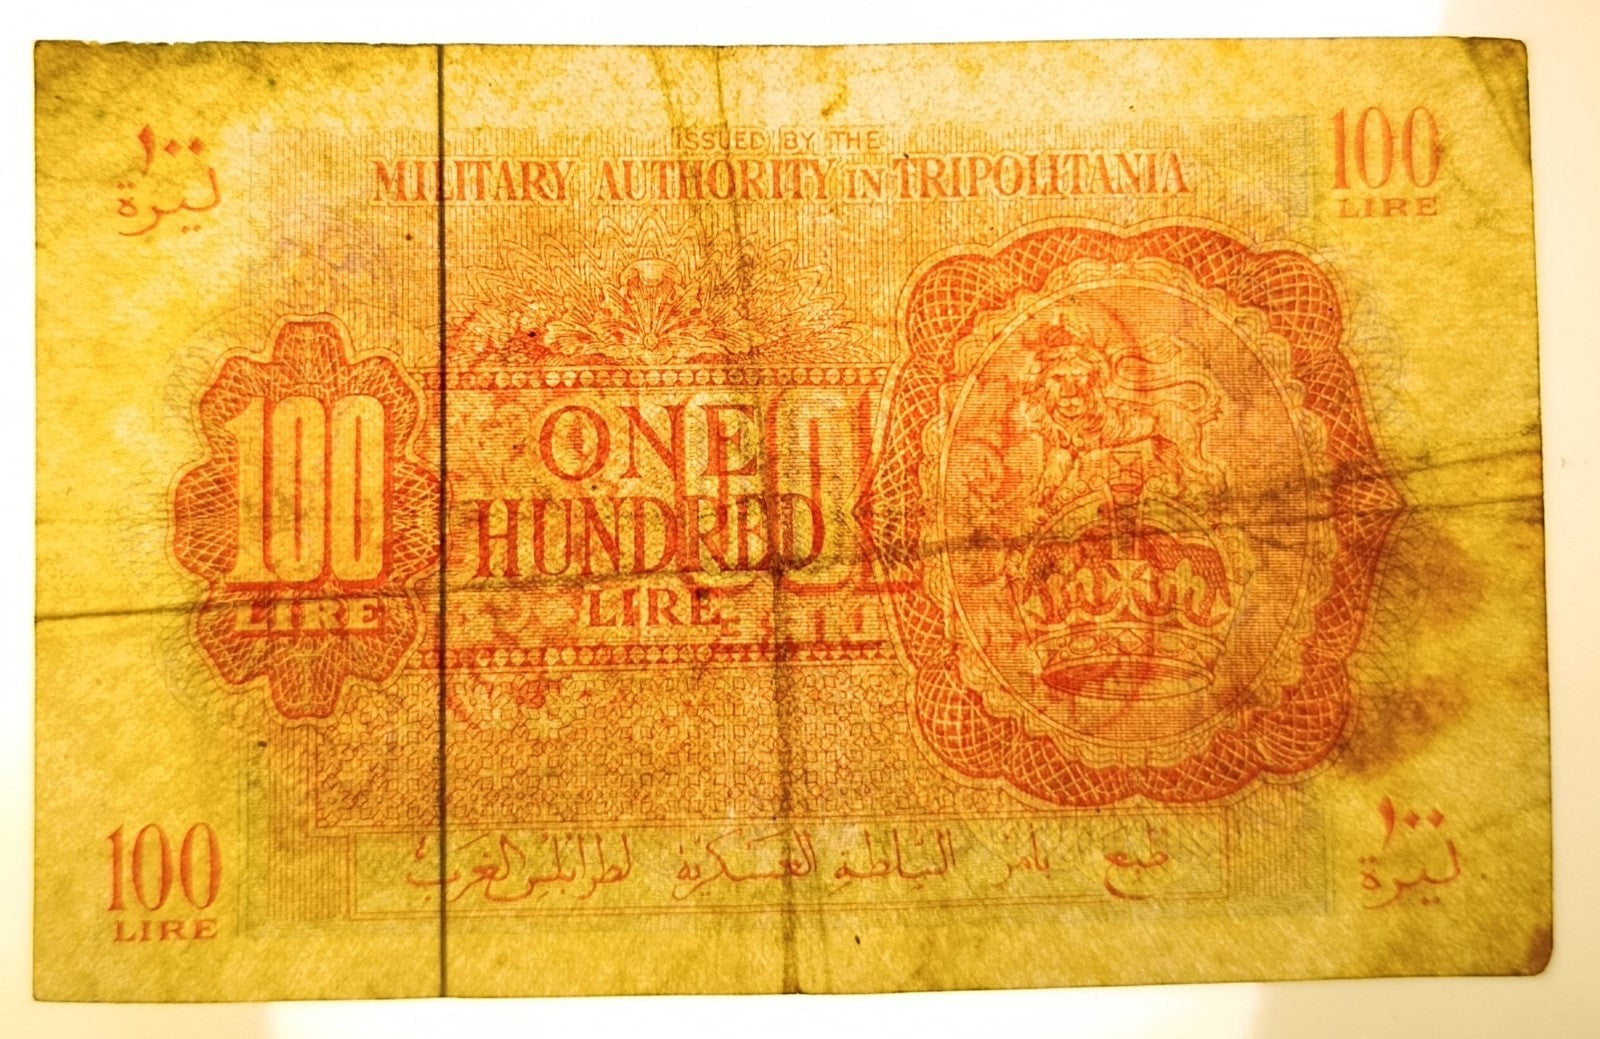 ISSUED BY THE
MILITARY AUTHORITY IN TRIPOLITANIA
١٠٠
ليرة
100
LIRE
100
LIRE
ONE
HUNDRED
LIRE
طبع بامر السلطة العسكرية لطرابلس الغرب
100
LIRE
١٠٠
ليرة